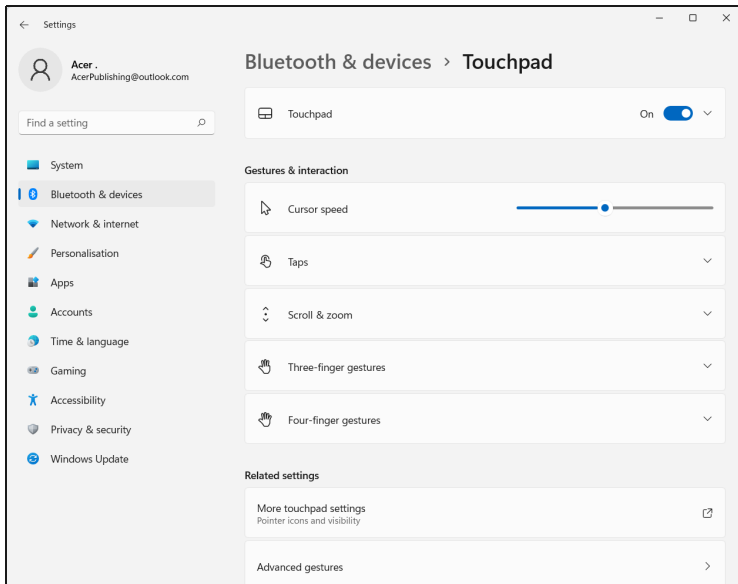 Settings
Acer .
AcerPublishing@outlook.com
Find a setting
System
Bluetooth & devices
Network & internet
Personalisation
Apps
Accounts
Time & language
Gaming
Accessibility
Privacy & security
Windows Update
Bluetooth & devices > Touchpad
Touchpad
On
Gestures & interaction
Cursor speed
Taps
Scroll & zoom
Three-finger gestures
Four-finger gestures
Related settings
More touchpad settings
Pointer icons and visibility
Advanced gestures